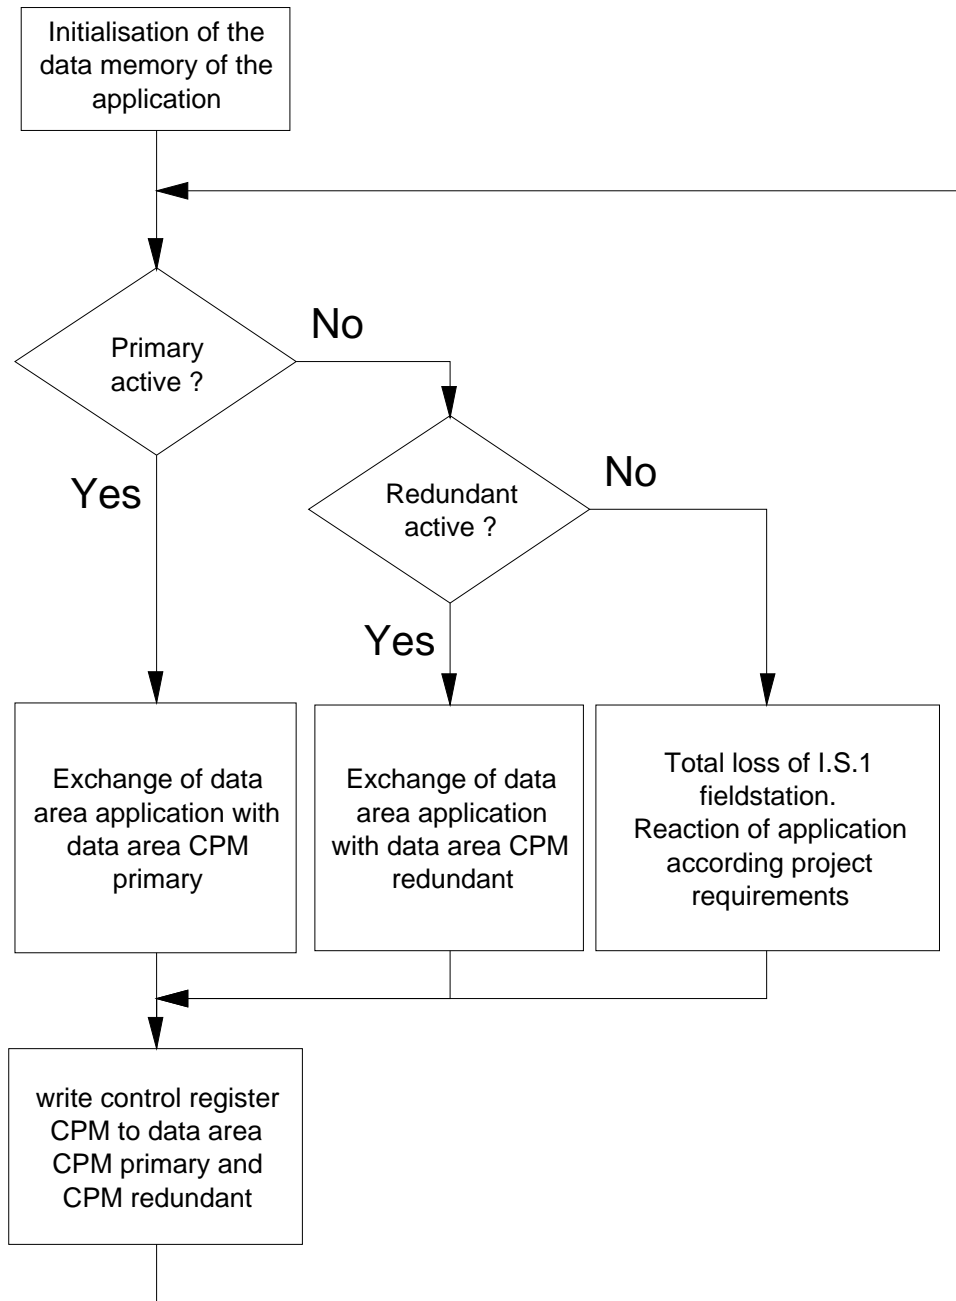 Initialisation of the
data memory of the
application
Primary
active ?
No
Yes
Redundant
active ?
No
Yes
Exchange of data
area application with
data area CPM
primary
Exchange of data
area application
with data area CPM
redundant
Total loss of I.S.1
fieldstation.
Reaction of application
according project
requirements
write control register
CPM to data area
CPM primary and
CPM redundant